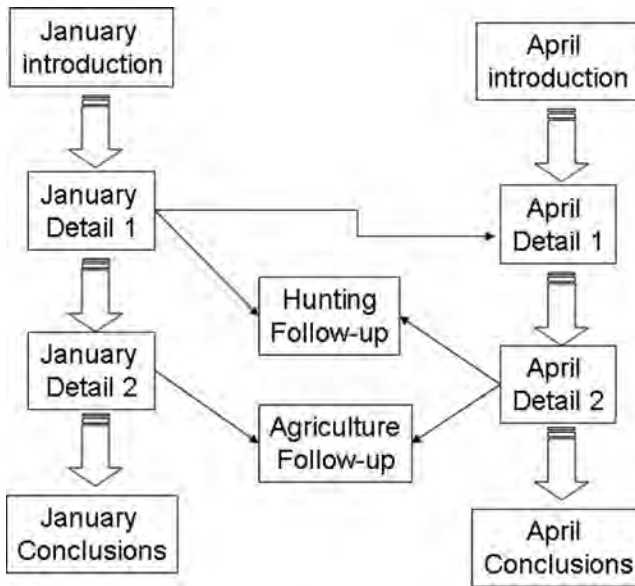 January
introduction
April
introduction
January
Detail 1
April
Detail 1
Hunting
Follow-up
January
Detail 2
April
Detail 2
Agriculture
Follow-up
January
Conclusions
April
Conclusions